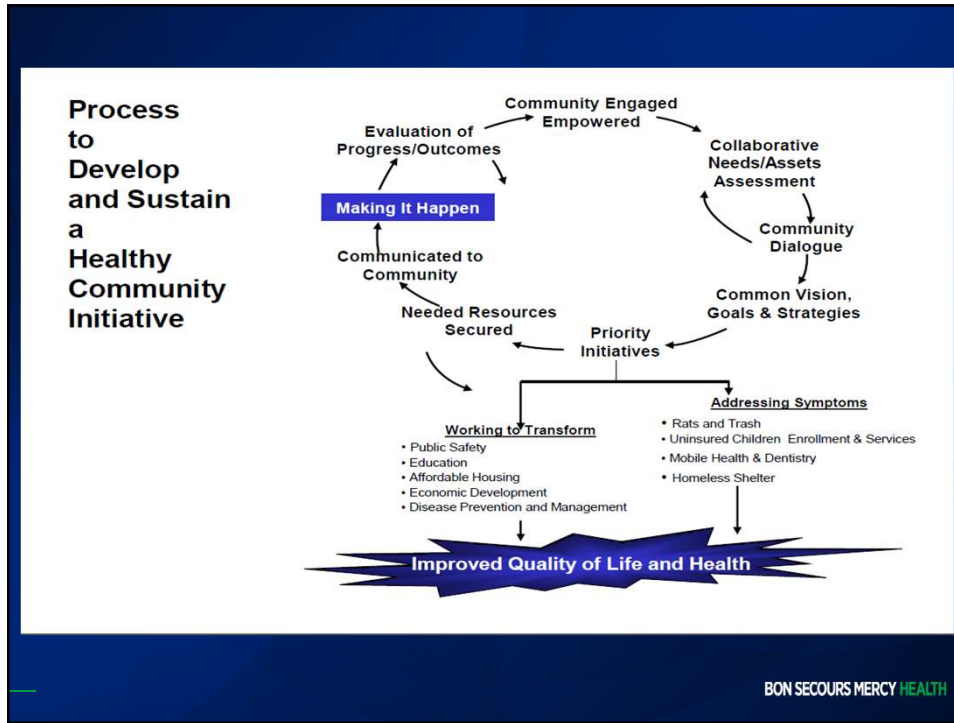 Process
to
Develop
and Sustain
a
Healthy
Community
Initiative
Community Engaged
Empowered
Evaluation of
Progress/Outcomes
Collaborative
Needs/Assets
Assessment
Making It Happen
Community
Dialogue
Communicated to
Community
Common Vision,
Goals & Strategies
Needed Resources
Secured
Priority
Initiatives
Working to Transform
• Public Safety
• Education
• Affordable Housing
• Economic Development
• Disease Prevention and Management
Addressing Symptoms
• Rats and Trash
• Uninsured Children Enrollment & Services
• Mobile Health & Dentistry
• Homeless Shelter
Improved Quality of Life and Health
BON SECOURS MERCY HEALTH